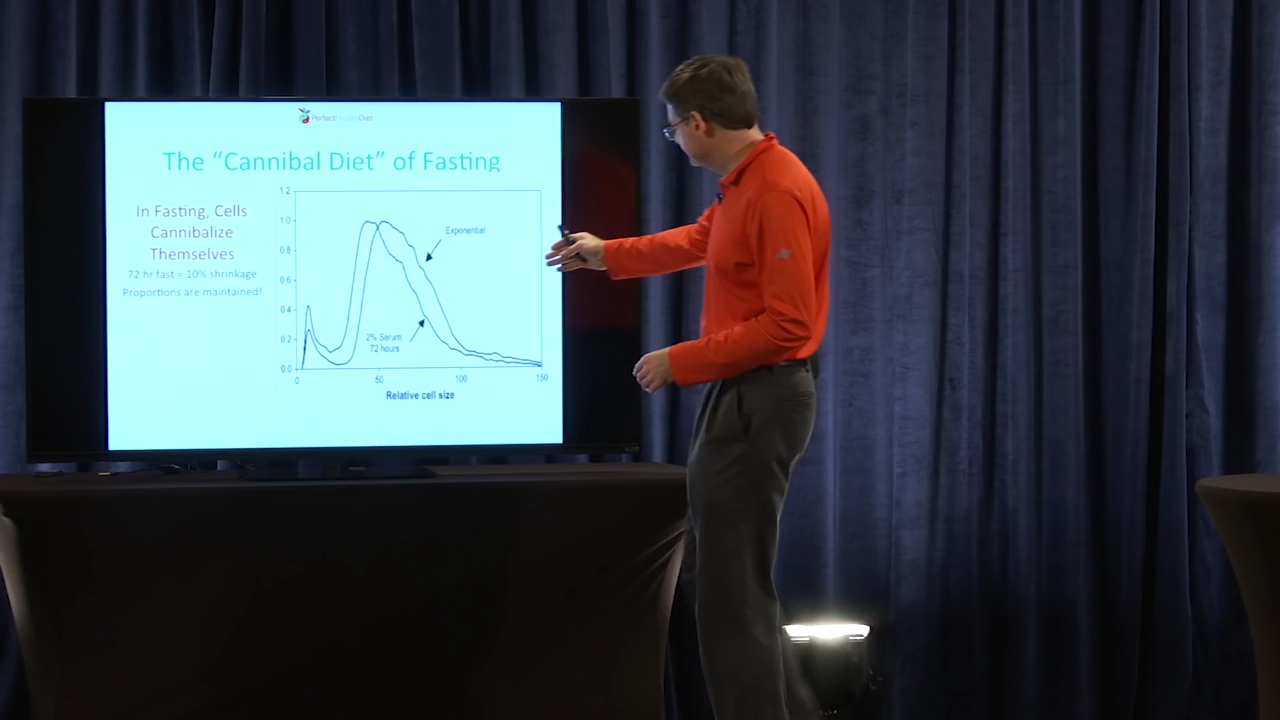 PerfectHealthDiet
The “Cannibal Diet” of Fasting
In Fasting, Cells
Cannibalize
Themselves
72 hr fast = 10% shrinkage
Proportions are maintained!
1.2
1.0
0.8
0.6
0.4
0.2
0.0
Exponential
2% Serum,
72 hours
0 50 100 150
Relative cell size